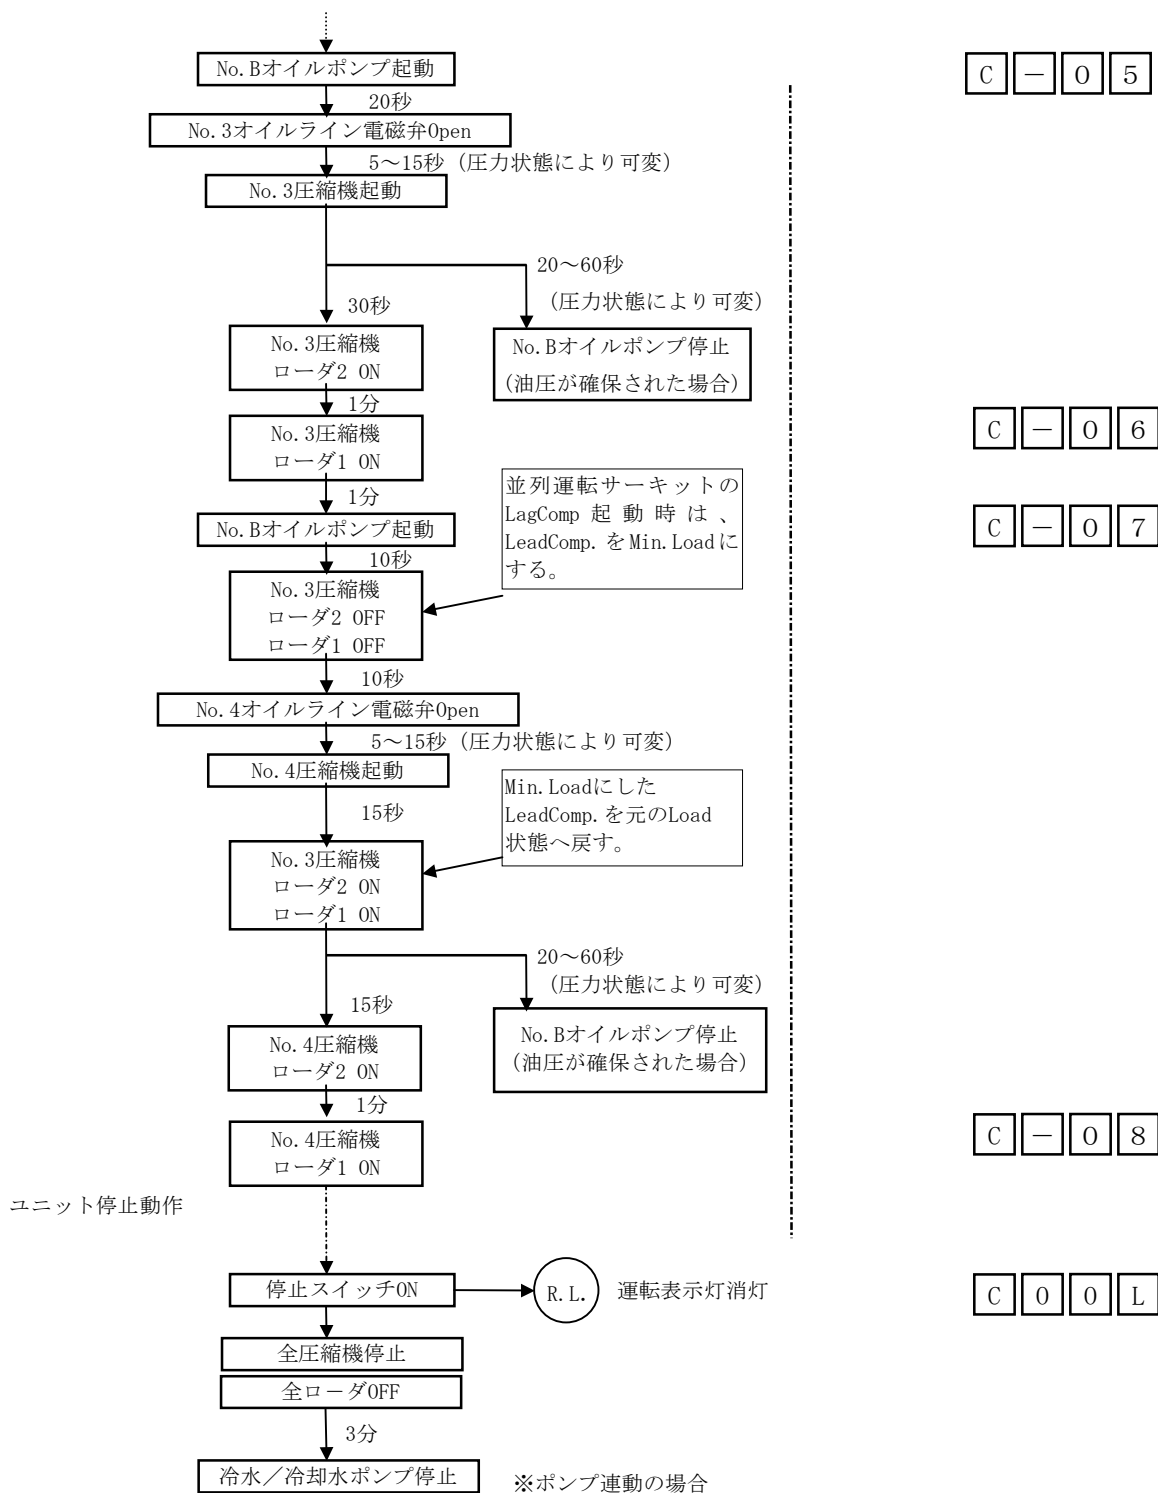 No.Bオイルポンプ起動
C－05
20秒
No.3オイルライン電磁弁Open
5～15秒（圧力状態により可変）
No.3圧縮機起動
20～60秒
（圧力状態により可変）
30秒
No.3圧縮機
ローダ2 ON
No.Bオイルポンプ停止
(油圧が確保された場合)
1分
No.3圧縮機
ローダ1 ON
C－06
1分
並列運転サーキットの
LagComp起動時は、
LeadComp.をMin.Loadに
する。
No.Bオイルポンプ起動
C－07
10秒
No.3圧縮機
ローダ2 OFF
ローダ1 OFF
10秒
No.4オイルライン電磁弁Open
5～15秒（圧力状態により可変）
No.4圧縮機起動
15秒
Min.Loadにした
LeadComp.を元のLoad
状態へ戻す。
No.3圧縮機
ローダ2 ON
ローダ1 ON
20～60秒
（圧力状態により可変）
15秒
No.4圧縮機
ローダ2 ON
No.Bオイルポンプ停止
(油圧が確保された場合)
1分
No.4圧縮機
ローダ1 ON
C－08
ユニット停止動作
停止スイッチON
R.L.
運転表示灯消灯
C00L
全圧縮機停止
全ローダOFF
3分
冷水／冷却水ポンプ停止
※ポンプ連動の場合